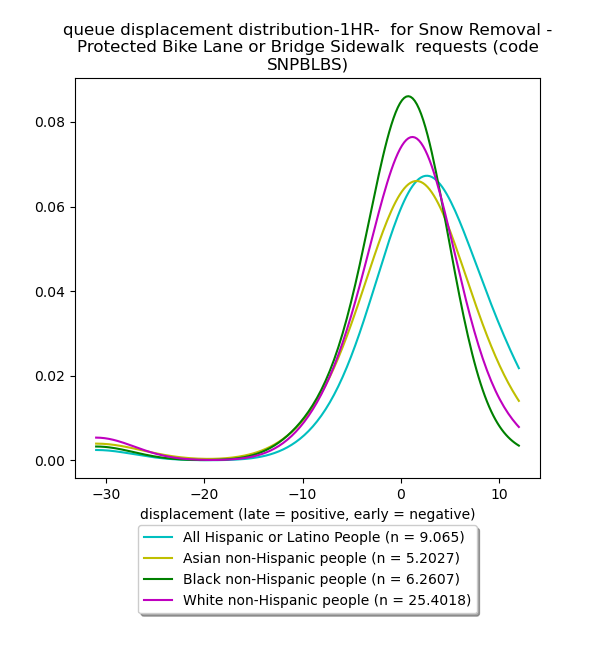 queue displacement distribution-1HR-  for Snow Removal -
Protected Bike Lane or Bridge Sidewalk  requests (code
SNPBLBS)
0.08
0.06
0.04
0.02
0.00
−30
−20
−10
0
10
displacement (late = positive, early = negative)
All Hispanic or Latino People (n = 9.065)
Asian non-Hispanic people (n = 5.2027)
Black non-Hispanic people (n = 6.2607)
White non-Hispanic people (n = 25.4018)